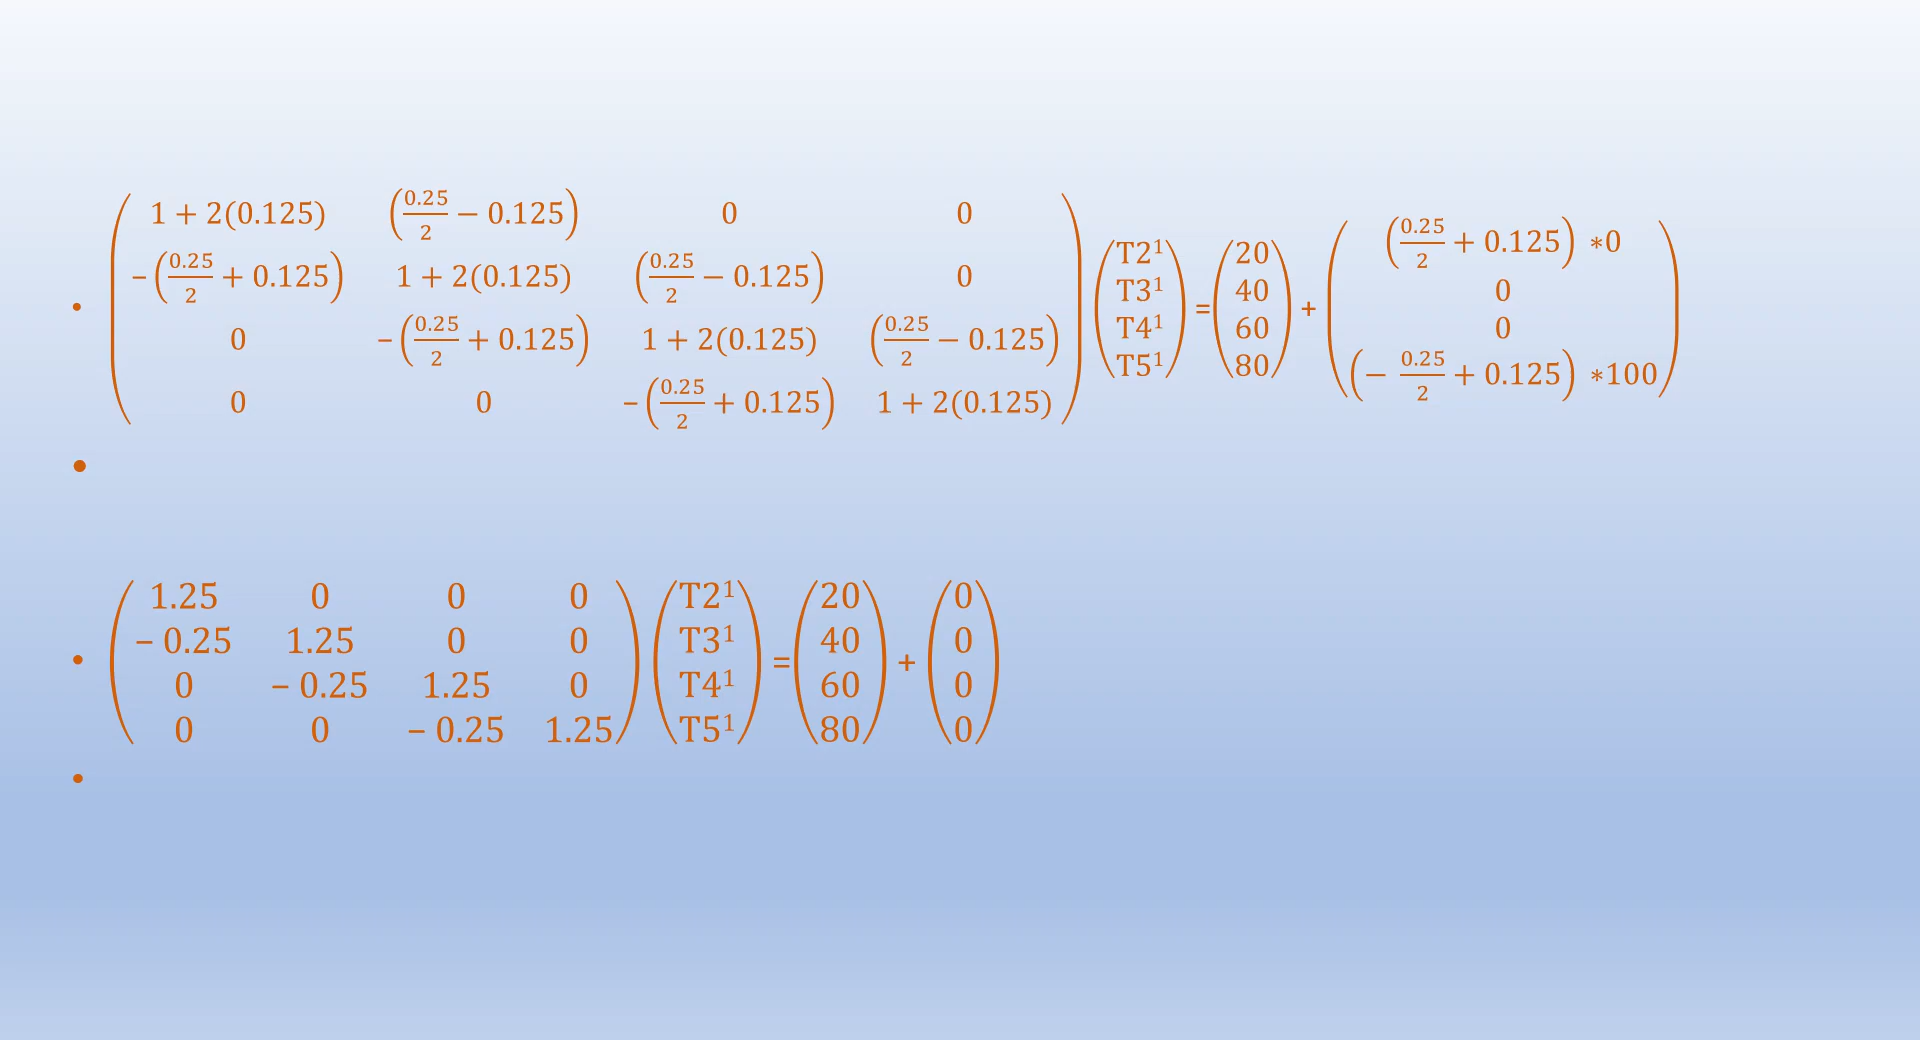 • ( 1 + 2(0.125) (0.25/2 − 0.125) 0 0
−(0.25/2 + 0.125) 1 + 2(0.125) (0.25/2 − 0.125) 0
0 −(0.25/2 + 0.125) 1 + 2(0.125) (0.25/2 − 0.125)
0 0 −(0.25/2 + 0.125) 1 + 2(0.125) )
( T2¹
T3¹
T4¹
T5¹ )
=
( 20
40
60
80 )
+
( (0.25/2 + 0.125) *0
0
0
(− 0.25/2 + 0.125) *100 )
•
• ( 1.25 0 0 0
− 0.25 1.25 0 0
0 − 0.25 1.25 0
0 0 − 0.25 1.25 )
( T2¹
T3¹
T4¹
T5¹ )
=
( 20
40
60
80 )
+
( 0
0
0
0 )
•